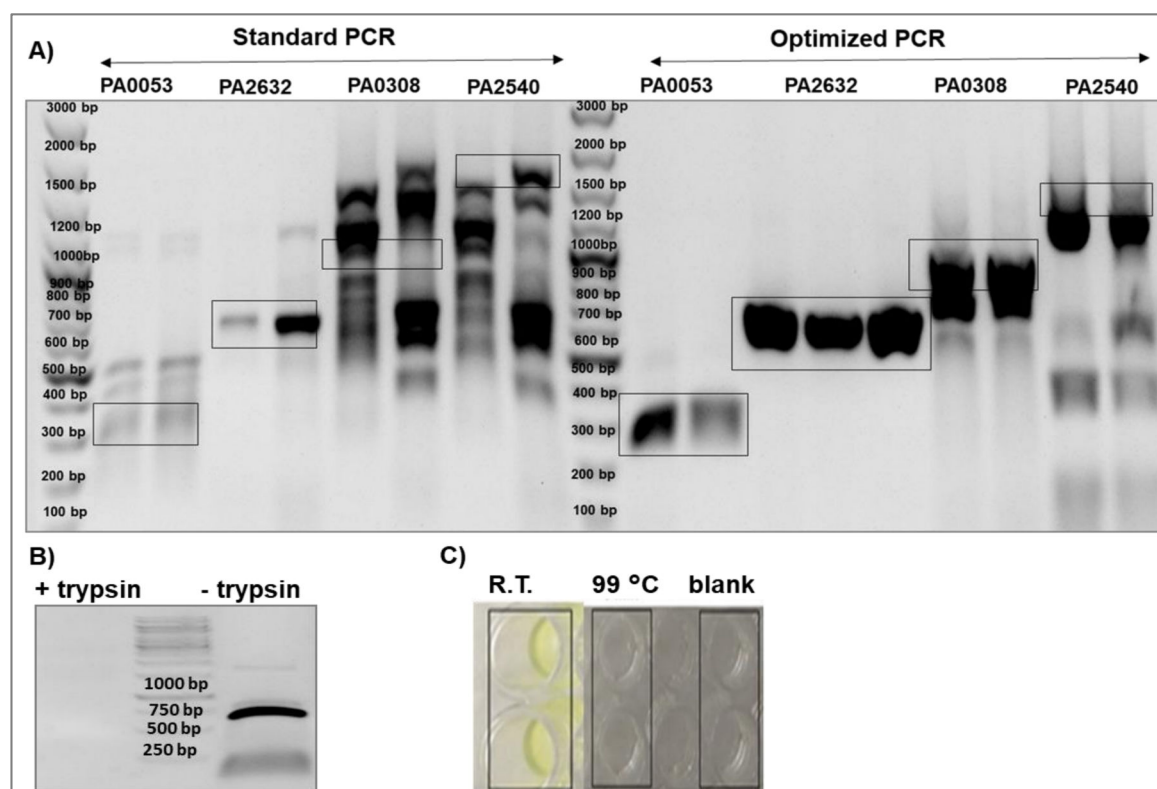 A)
Standard PCR
Optimized PCR
PA0053 PA2632 PA0308 PA2540
PA0053 PA2632 PA0308 PA2540
3000 bp
2000 bp
1500 bp
1200 bp
1000bp
900 bp
800 bp
700 bp
600 bp
500 bp
400 bp
300 bp
200 bp
100 bp
3000 bp
2000 bp
1500 bp
1200 bp
1000bp
900 bp
800 bp
700 bp
600 bp
500 bp
400 bp
300 bp
200 bp
100 bp
B)
+ trypsin - trypsin
1000 bp
750 bp
500 bp
250 bp
C)
R.T. 99 °C blank